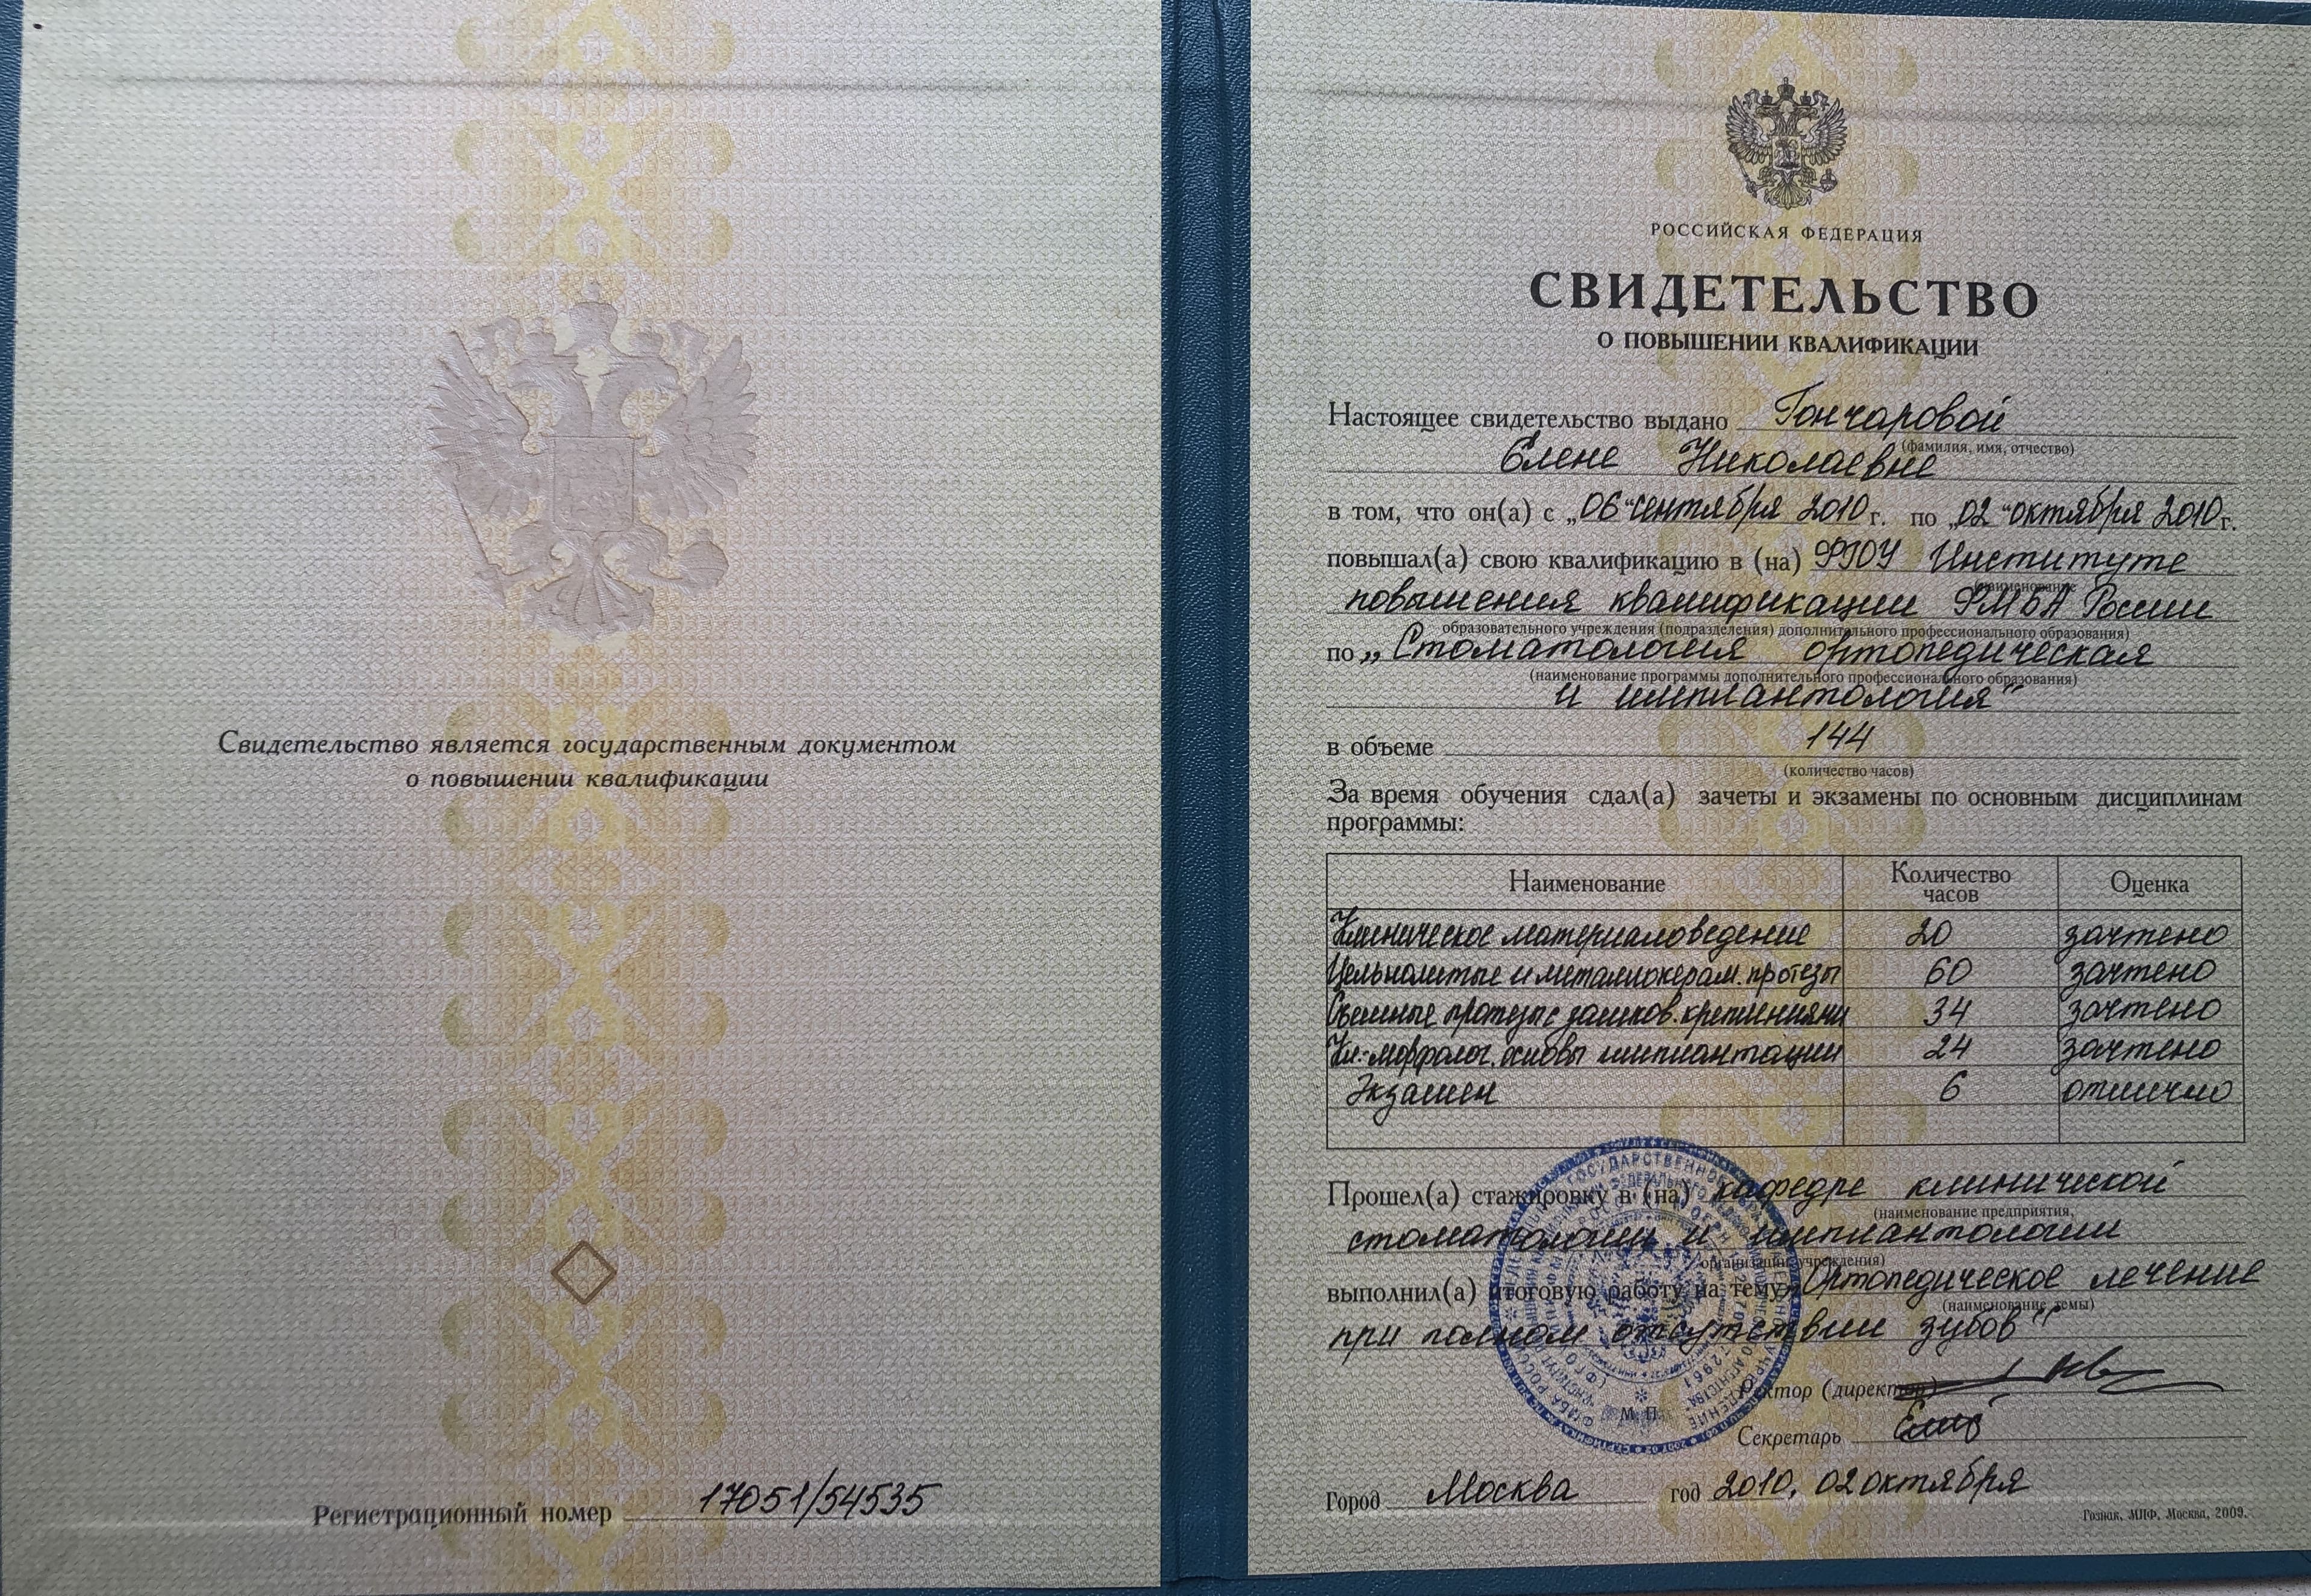 Свидетельство является государственным документом
о повышении квалификации
Регистрационный номер 17051/54535
РОССИЙСКАЯ ФЕДЕРАЦИЯ
СВИДЕТЕЛЬСТВО
О ПОВЫШЕНИИ КВАЛИФИКАЦИИ
Настоящее свидетельство выдано Гончаровой
(фамилия, имя, отчество)
Елене Николаевне
в том, что он(а) с „06“ сентября 2010 г. по „02“ октября 2010 г.
повышал(а) свою квалификацию в (на) ФГОУ Институте
(наименование
повышения квалификации ФМБА России
образовательного учреждения (подразделения) дополнительного профессионального образования)
по „Стоматология ортопедическая
(наименование программы дополнительного профессионального образования)
и имплантология“
в объеме 144
(количество часов)
За время обучения сдал(а) зачеты и экзамены по основным дисциплинам
программы:
Наименование Количество часов Оценка
Клиническое материаловедение 20 зачтено
Цельнолитые и металлокерам. протезы 60 зачтено
Съемные протезы с замков. креплениями 34 зачтено
Кл.-морфолог. основы имплантации 24 зачтено
Экзамен 6 отлично
Прошел(а) стажировку в (на) кафедре клинической
(наименование предприятия,
стоматологии и имплантологии
организации, учреждения)
выполнил(а) итоговую работу на тему „Ортопедическое лечение
(наименование темы)
при полном отсутствии зубов“
Ректор (директор)
М. П.
Секретарь
Город Москва год 2010, 02 октября
Гознак, МПФ, Москва, 2009.